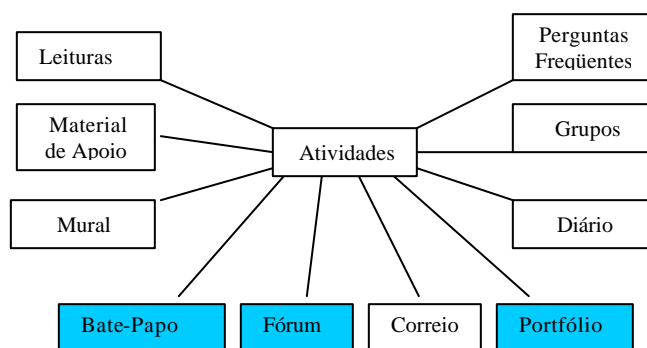 Leituras
Perguntas
Freqüentes
Material
de Apoio
Grupos
Atividades
Mural
Diário
Bate-Papo
Fórum
Correio
Portfólio